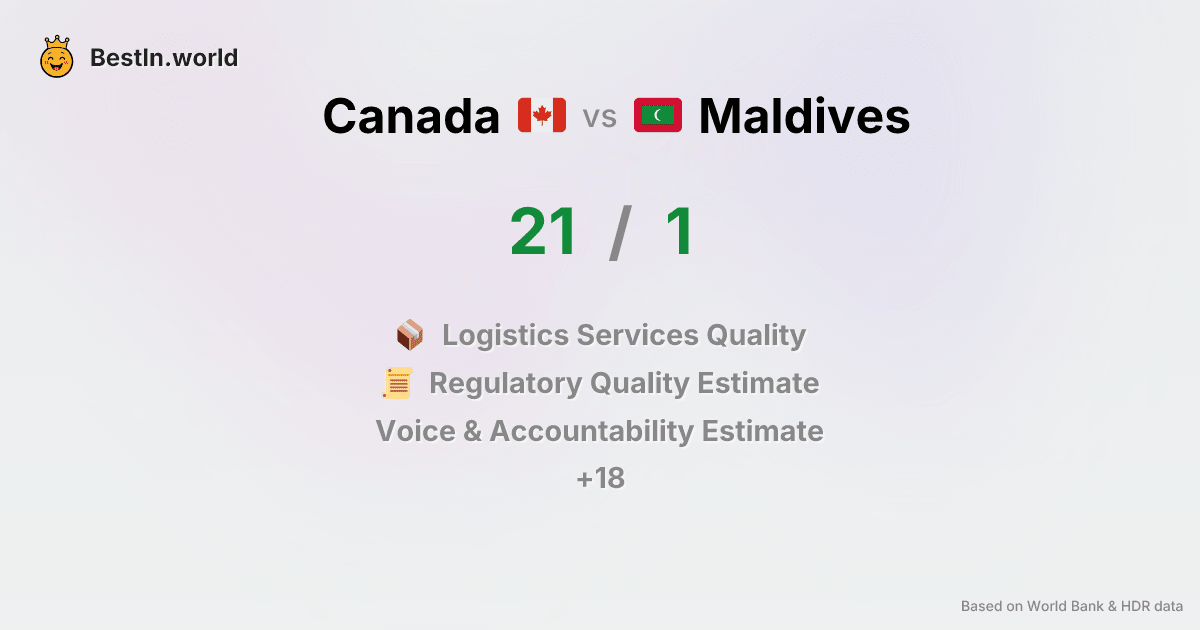 BestIn.world
Canada vs Maldives
21 / 1
Logistics Services Quality
Regulatory Quality Estimate
Voice & Accountability Estimate
+18
Based on World Bank & HDR data